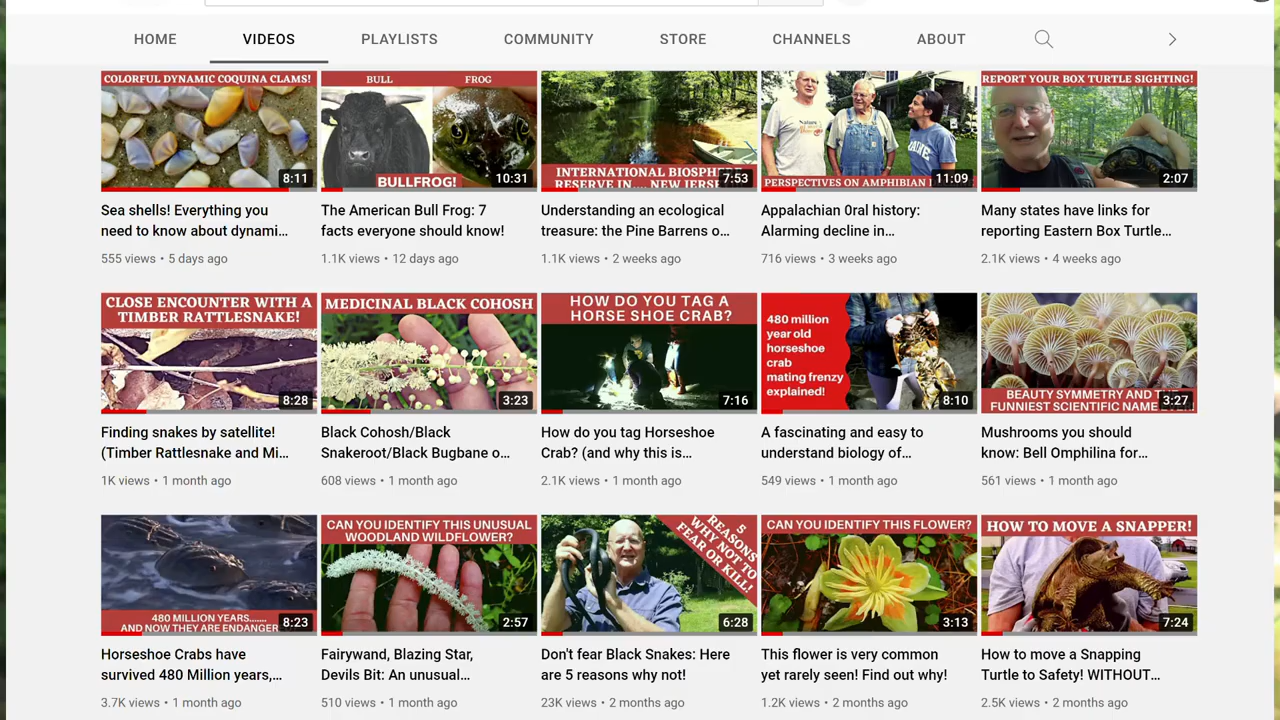 HOME VIDEOS PLAYLISTS COMMUNITY STORE CHANNELS ABOUT
COLORFUL DYNAMIC COQUINA CLAMS!
8:11
BULL FROG
BULLFROG!
10:31
INTERNATIONAL BIOSPHERE
RESERVE IN.... NEW JERSE
7:53
Nature
MAINE
PERSPECTIVES ON AMPHIBIAN
11:09
REPORT YOUR BOX TURTLE SIGHTING!
2:07
Sea shells! Everything you
need to know about dynami...
555 views • 5 days ago
The American Bull Frog: 7
facts everyone should know!
1.1K views • 12 days ago
Understanding an ecological
treasure: the Pine Barrens o...
1.1K views • 2 weeks ago
Appalachian 0ral history:
Alarming decline in...
716 views • 3 weeks ago
Many states have links for
reporting Eastern Box Turtle...
2.1K views • 4 weeks ago
CLOSE ENCOUNTER WITH A
TIMBER RATTLESNAKE!
8:28
MEDICINAL BLACK COHOSH
3:23
HOW DO YOU TAG A
HORSE SHOE CRAB?
7:16
480 million
year old
horseshoe
crab
mating frenzy
explained!
8:10
BEAUTY SYMMETRY AND T
FUNNIEST SCIENTIFIC NAME
3:27
Finding snakes by satellite!
(Timber Rattlesnake and Mi...
1K views • 1 month ago
Black Cohosh/Black
Snakeroot/Black Bugbane o...
608 views • 1 month ago
How do you tag Horseshoe
Crab? (and why this is...
2.1K views • 1 month ago
A fascinating and easy to
understand biology of...
549 views • 1 month ago
Mushrooms you should
know: Bell Omphilina for...
561 views • 1 month ago
480 MILLION YEARS.......
AND NOW THEY ARE ENDANGER
8:23
CAN YOU IDENTIFY THIS UNUSUAL
WOODLAND WILDFLOWER?
2:57
5
REASONS
WHY NOT TO
FEAR OR KILL!
6:28
CAN YOU IDENTIFY THIS FLOWER?
3:13
HOW TO MOVE A SNAPPER!
7:24
Horseshoe Crabs have
survived 480 Million years,...
3.7K views • 1 month ago
Fairywand, Blazing Star,
Devils Bit: An unusual...
510 views • 1 month ago
Don't fear Black Snakes: Here
are 5 reasons why not!
23K views • 2 months ago
This flower is very common
yet rarely seen! Find out why!
1.2K views • 2 months ago
How to move a Snapping
Turtle to Safety! WITHOUT...
2.5K views • 2 months ago